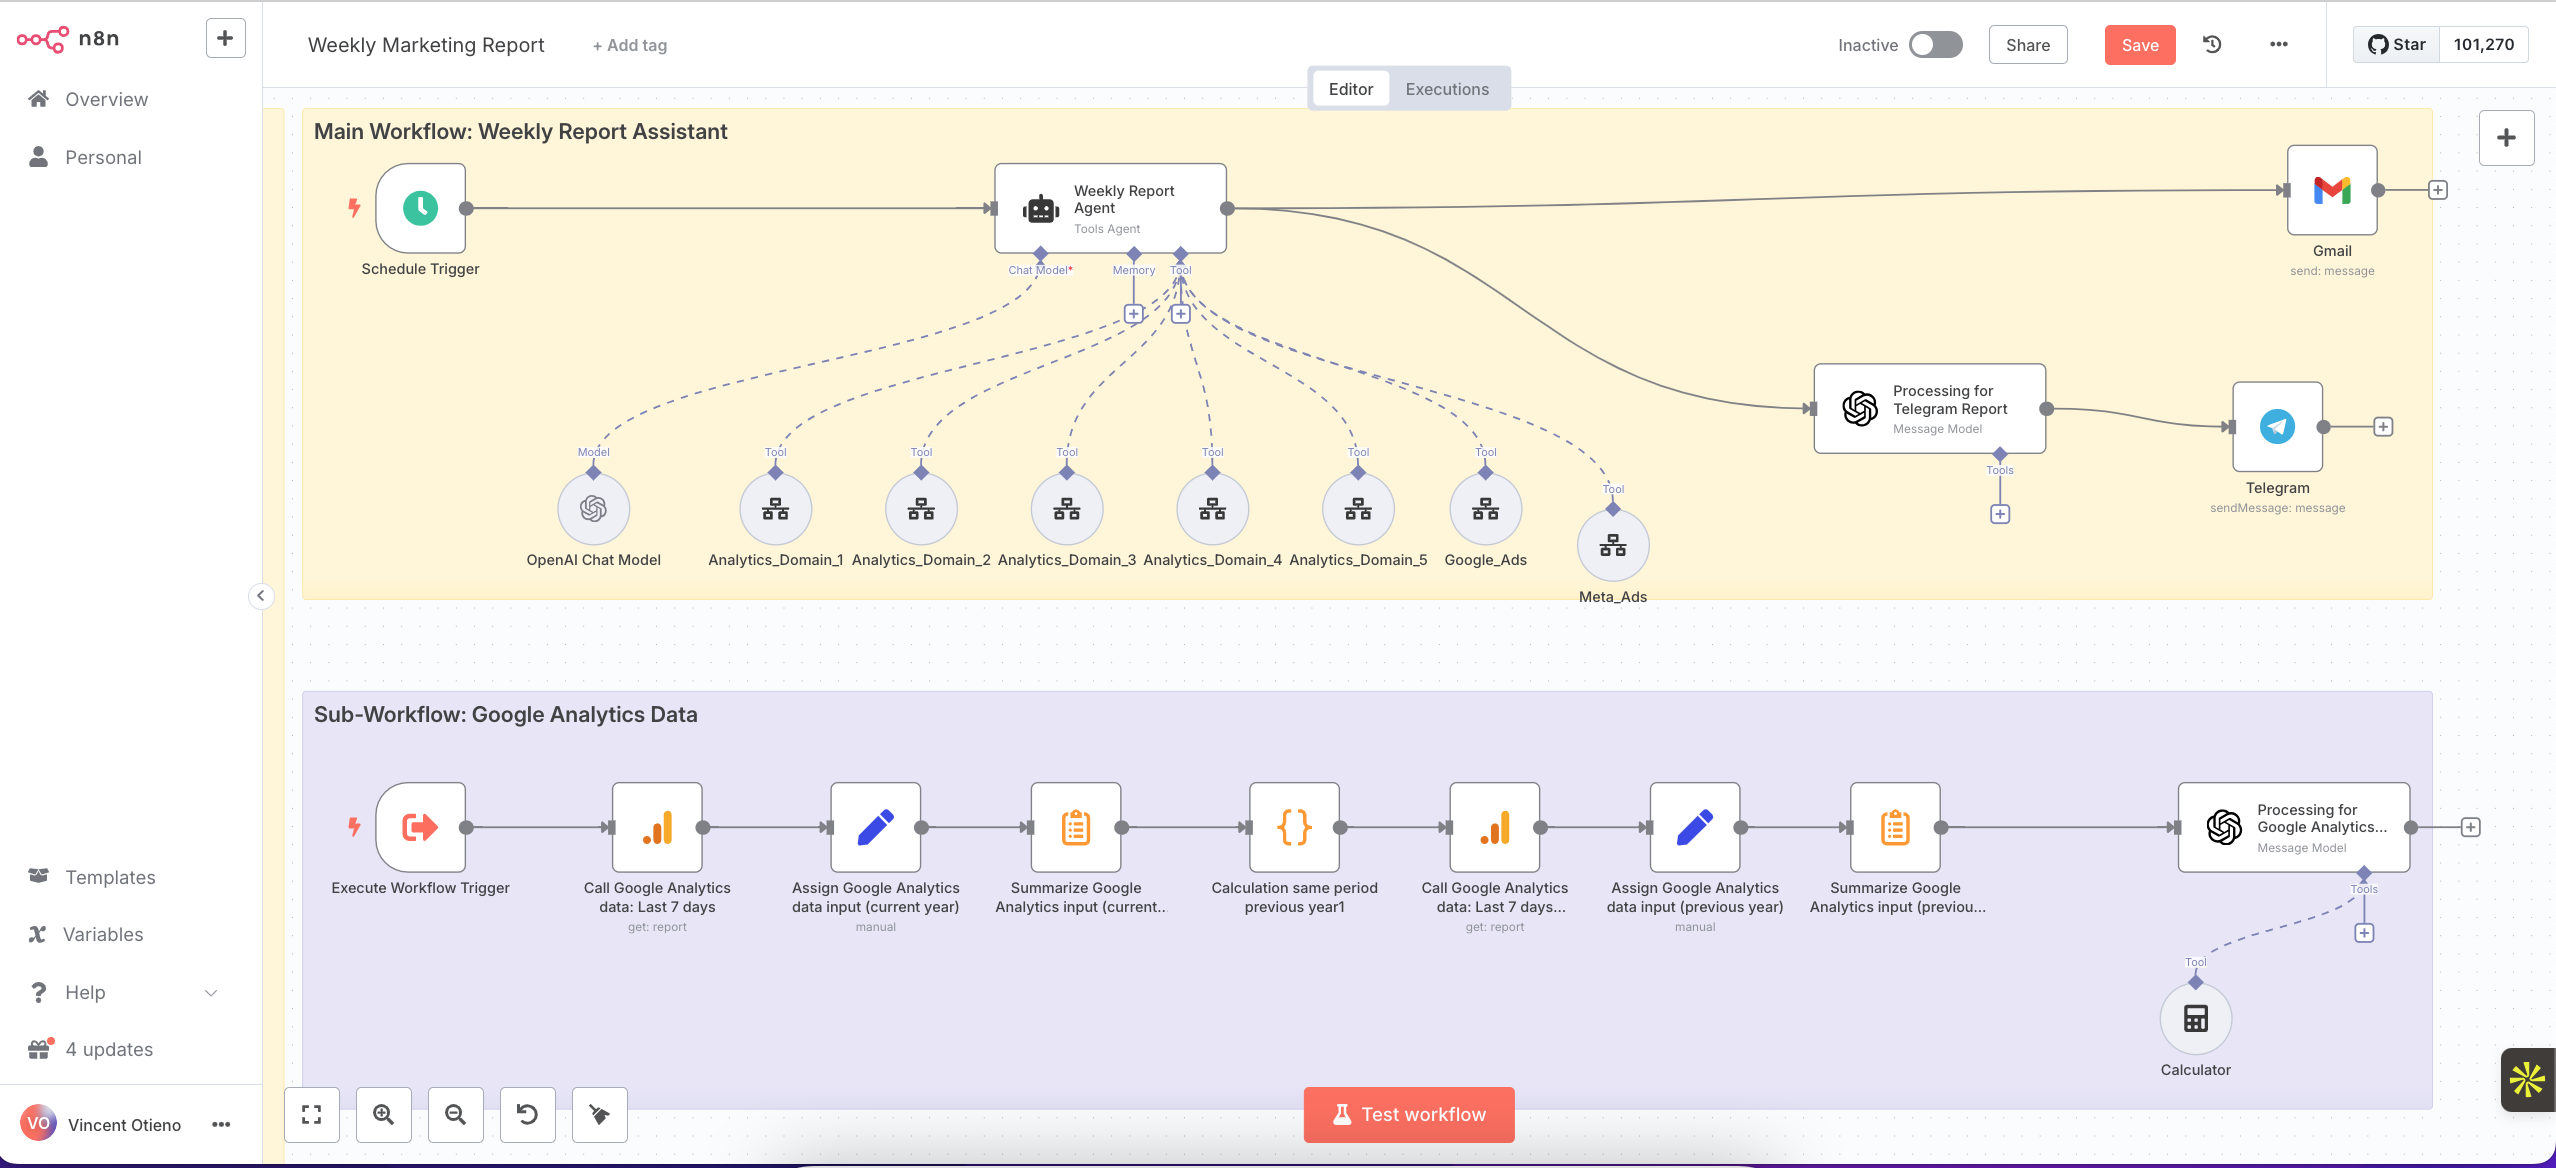 n8n
Overview
Personal
Templates
Variables
Help
4 updates
VO
Vincent Otieno
Weekly Marketing Report
+ Add tag
Inactive
Share
Save
Star
101,270
Editor
Executions
Main Workflow: Weekly Report Assistant
Schedule Trigger
Weekly Report
Agent
Tools Agent
Chat Model*
Memory
Tool
Gmail
send: message
Processing for
Telegram Report
Message Model
Tools
Telegram
sendMessage: message
Model
Tool
Tool
Tool
Tool
Tool
Tool
Tool
OpenAI Chat Model
Analytics_Domain_1
Analytics_Domain_2
Analytics_Domain_3
Analytics_Domain_4
Analytics_Domain_5
Google_Ads
Meta_Ads
Sub-Workflow: Google Analytics Data
Execute Workflow Trigger
Call Google Analytics
data: Last 7 days
get: report
Assign Google Analytics
data input (current year)
manual
Summarize Google
Analytics input (current...
Calculation same period
previous year1
Call Google Analytics
data: Last 7 days...
get: report
Assign Google Analytics
data input (previous year)
manual
Summarize Google
Analytics input (previou...
Processing for
Google Analytics...
Message Model
Tools
Tool
Calculator
Test workflow